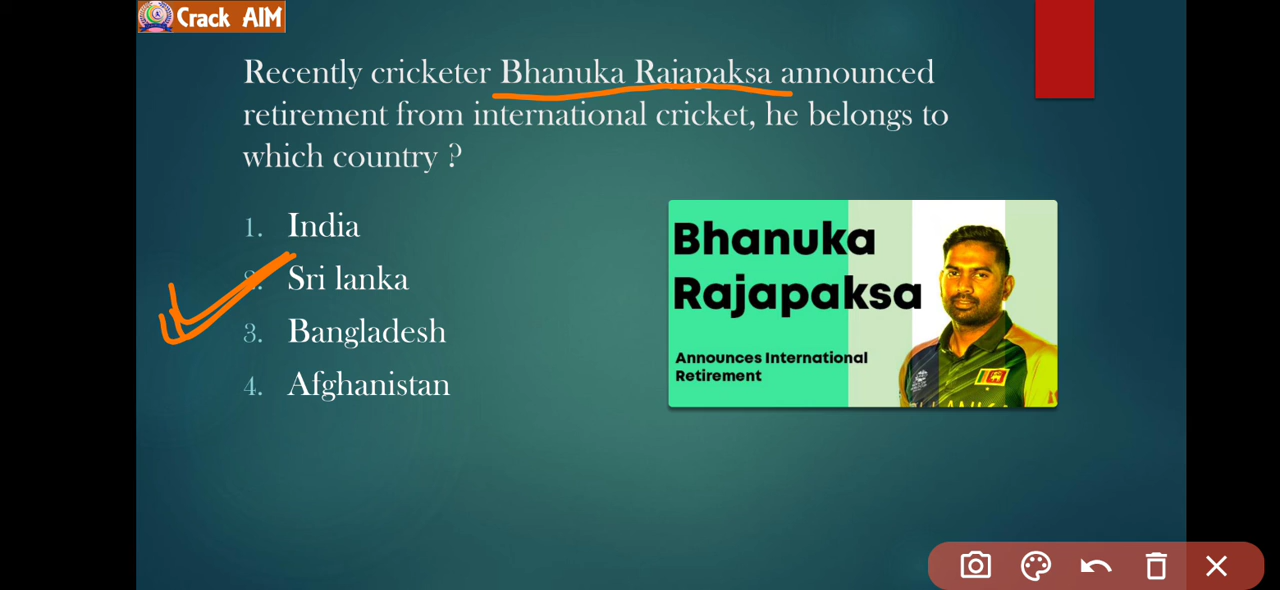 Crack AIM
Recently cricketer Bhanuka Rajapaksa announced
retirement from international cricket, he belongs to
which country ?
1. India
2. Sri lanka
3. Bangladesh
4. Afghanistan
Bhanuka
Rajapaksa
Announces International
Retirement